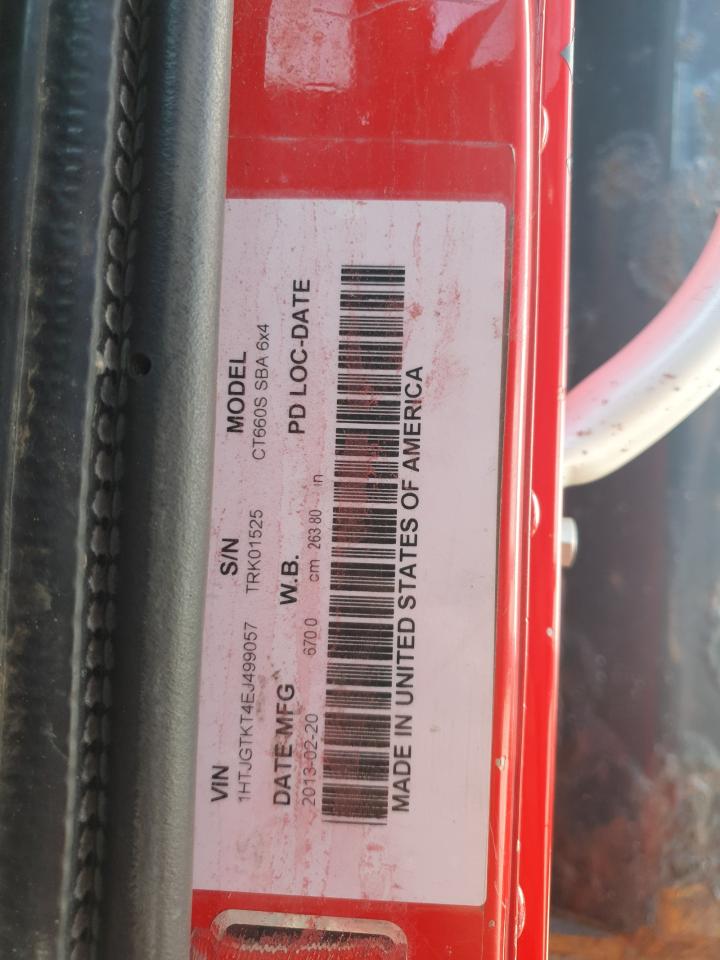 VIN S/N MODEL
1HTJGTKT4EJ499057 TRK01525 CT660S SBA 6x4
DATE MFG W.B. PD LOC-DATE
2013-02-20 670.0 cm 263.80 in
MADE IN UNITED STATES OF AMERICA